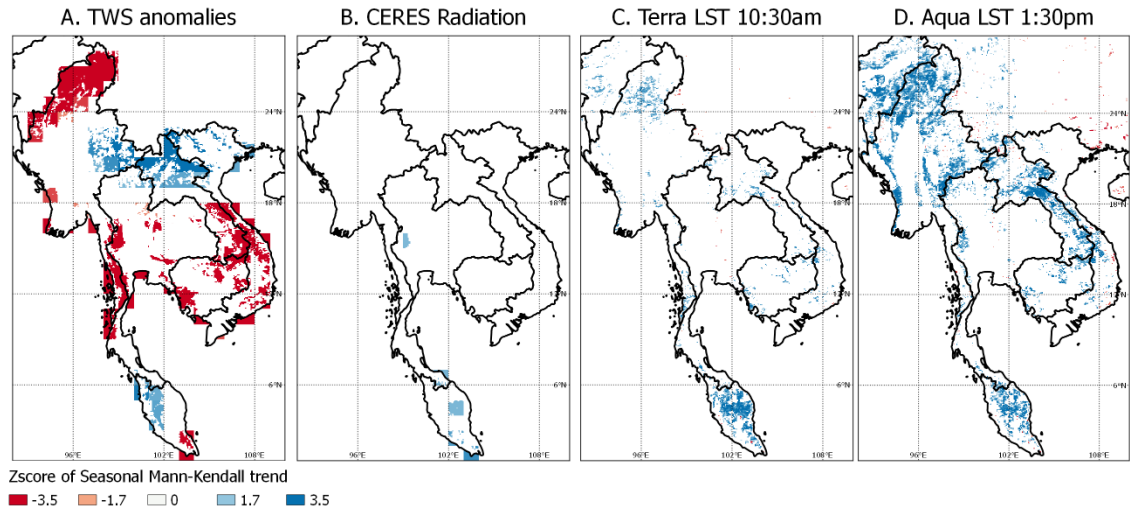 A. TWS anomalies
B. CERES Radiation
C. Terra LST 10:30am
D. Aqua LST 1:30pm
24°N
24°N
24°N
24°N
18°N
18°N
18°N
18°N
12°N
12°N
12°N
12°N
6°N
6°N
6°N
6°N
96°E 102°E 108°E
96°E 102°E 108°E
96°E 102°E 108°E
96°E 102°E 108°E
Zscore of Seasonal Mann-Kendall trend
-3.5 -1.7 0 1.7 3.5